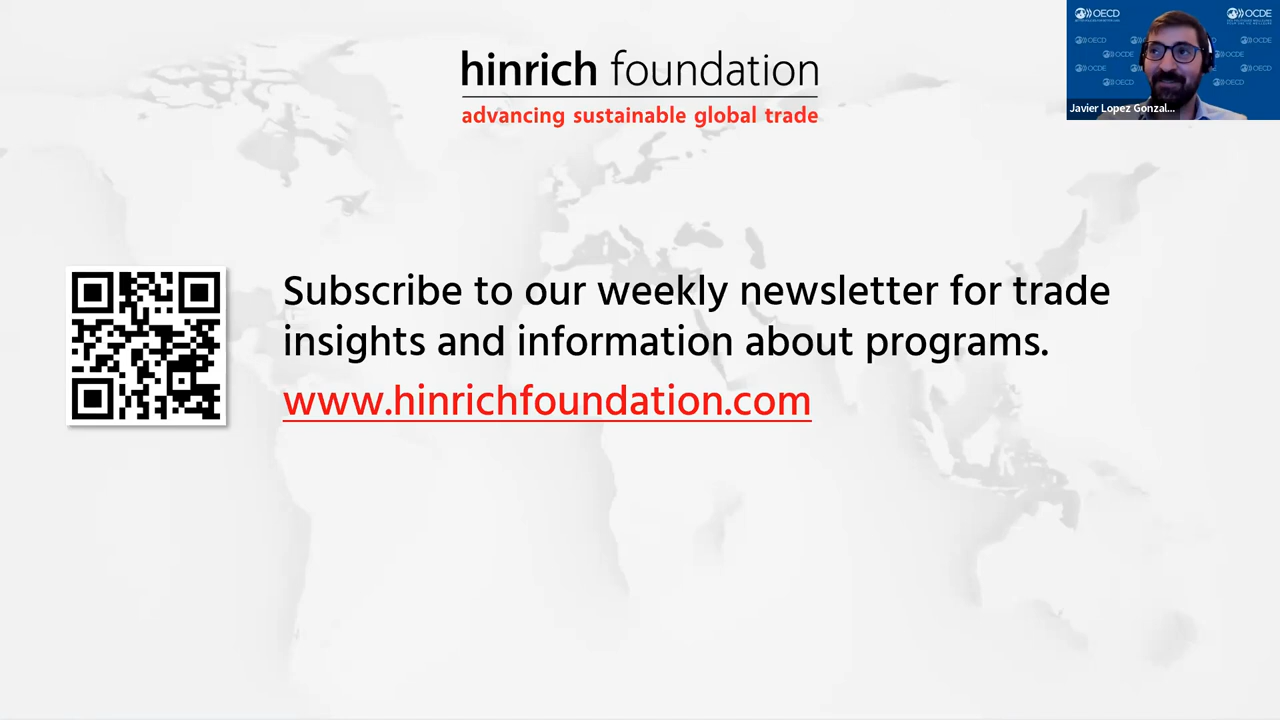 hinrich foundation
advancing sustainable global trade
OECD
OCDE
Javier Lopez Gonzal...
Subscribe to our weekly newsletter for trade
insights and information about programs.
www.hinrichfoundation.com